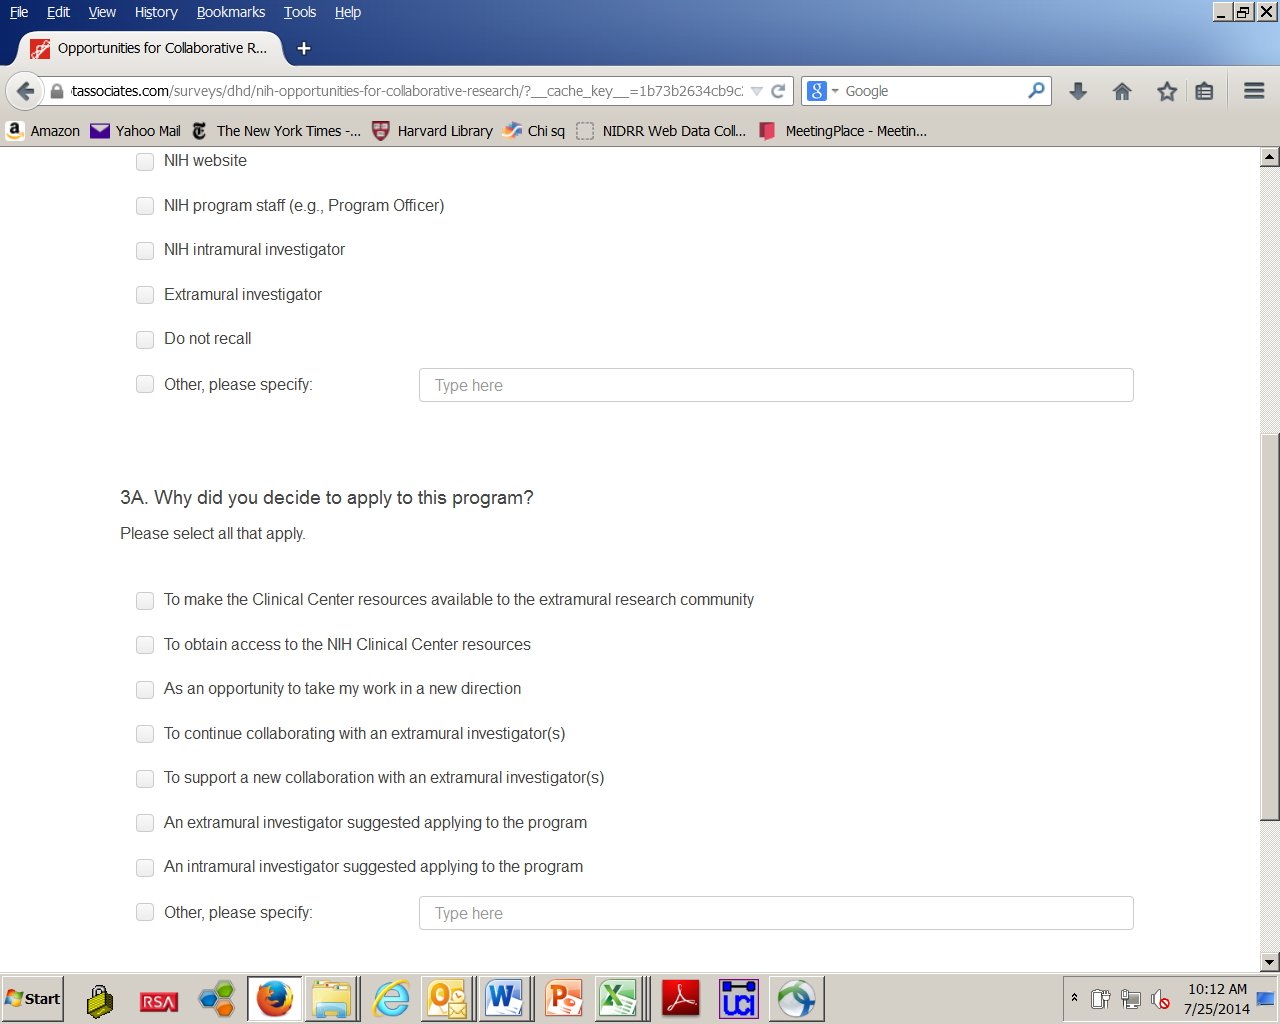 File Edit View History Bookmarks Tools Help
Opportunities for Collaborative R...
tassociates.com/surveys/dhd/nih-opportunities-for-collaborative-research/?__cache_key__=1b73b2634cb9c
Google
Amazon Yahoo Mail The New York Times -... Harvard Library Chi sq NIDRR Web Data Coll... MeetingPlace - Meetin...
NIH website
NIH program staff (e.g., Program Officer)
NIH intramural investigator
Extramural investigator
Do not recall
Other, please specify: Type here
3A. Why did you decide to apply to this program?
Please select all that apply.
To make the Clinical Center resources available to the extramural research community
To obtain access to the NIH Clinical Center resources
As an opportunity to take my work in a new direction
To continue collaborating with an extramural investigator(s)
To support a new collaboration with an extramural investigator(s)
An extramural investigator suggested applying to the program
An intramural investigator suggested applying to the program
Other, please specify: Type here
Start RSA UCI 10:12 AM
7/25/2014